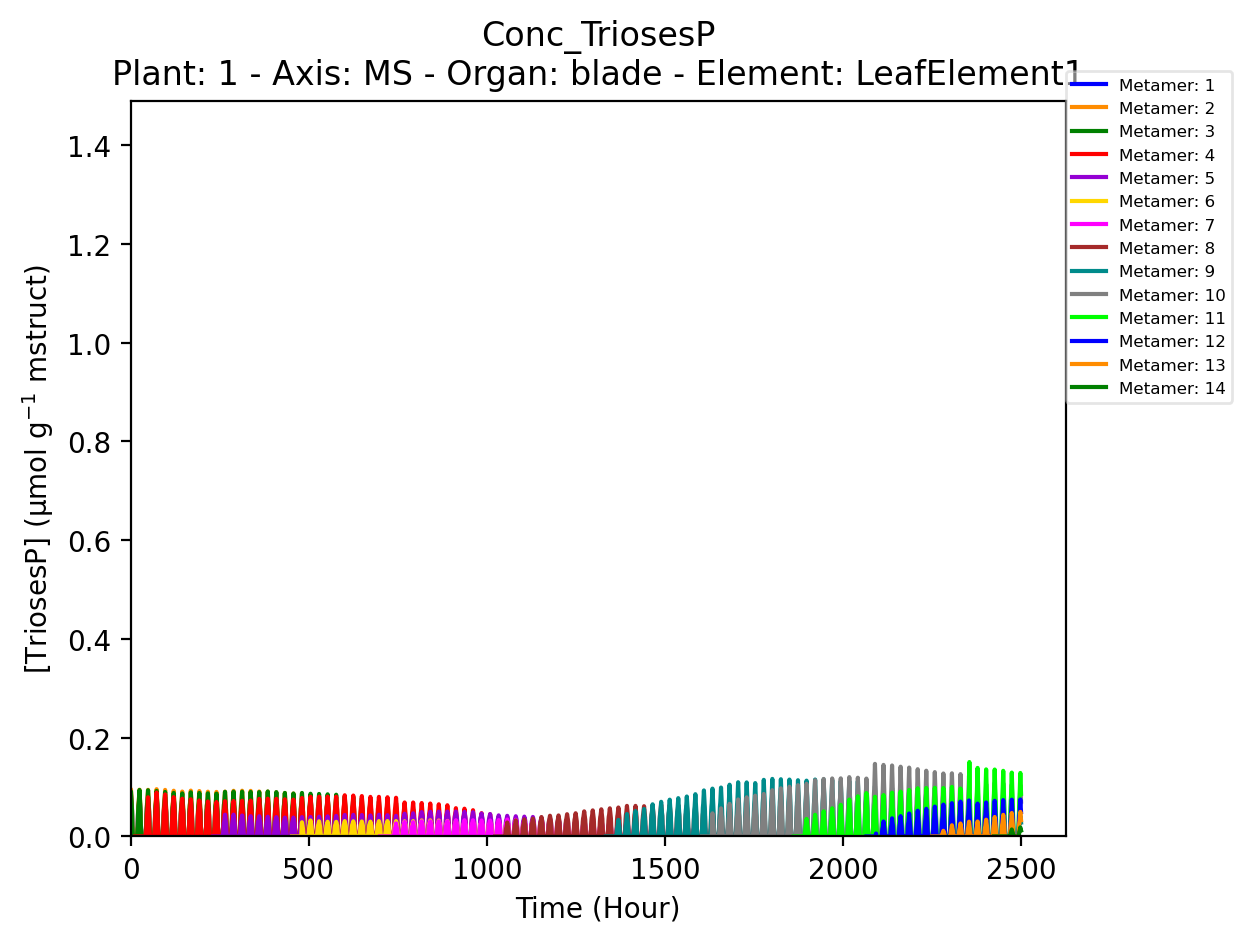 Conc_TriosesP
Plant: 1 - Axis: MS - Organ: blade - Element: LeafElement1
[TriosesP] (µmol g⁻¹ mstruct)
1.4
1.2
1.0
0.8
0.6
0.4
0.2
0.0
0
500
1000
1500
2000
2500
Time (Hour)
Metamer: 1
Metamer: 2
Metamer: 3
Metamer: 4
Metamer: 5
Metamer: 6
Metamer: 7
Metamer: 8
Metamer: 9
Metamer: 10
Metamer: 11
Metamer: 12
Metamer: 13
Metamer: 14